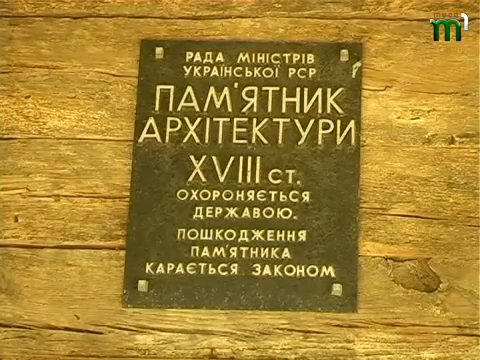 РАДА МІНІСТРІВ
УКРАЇНСЬКОЇ РСР
ПАМ'ЯТНИК
АРХІТЕКТУРИ
XVIII СТ.
ОХОРОНЯЄТЬСЯ
ДЕРЖАВОЮ.
ПОШКОДЖЕННЯ
ПАМ'ЯТНИКА
КАРАЄТЬСЯ ЗАКОНОМ